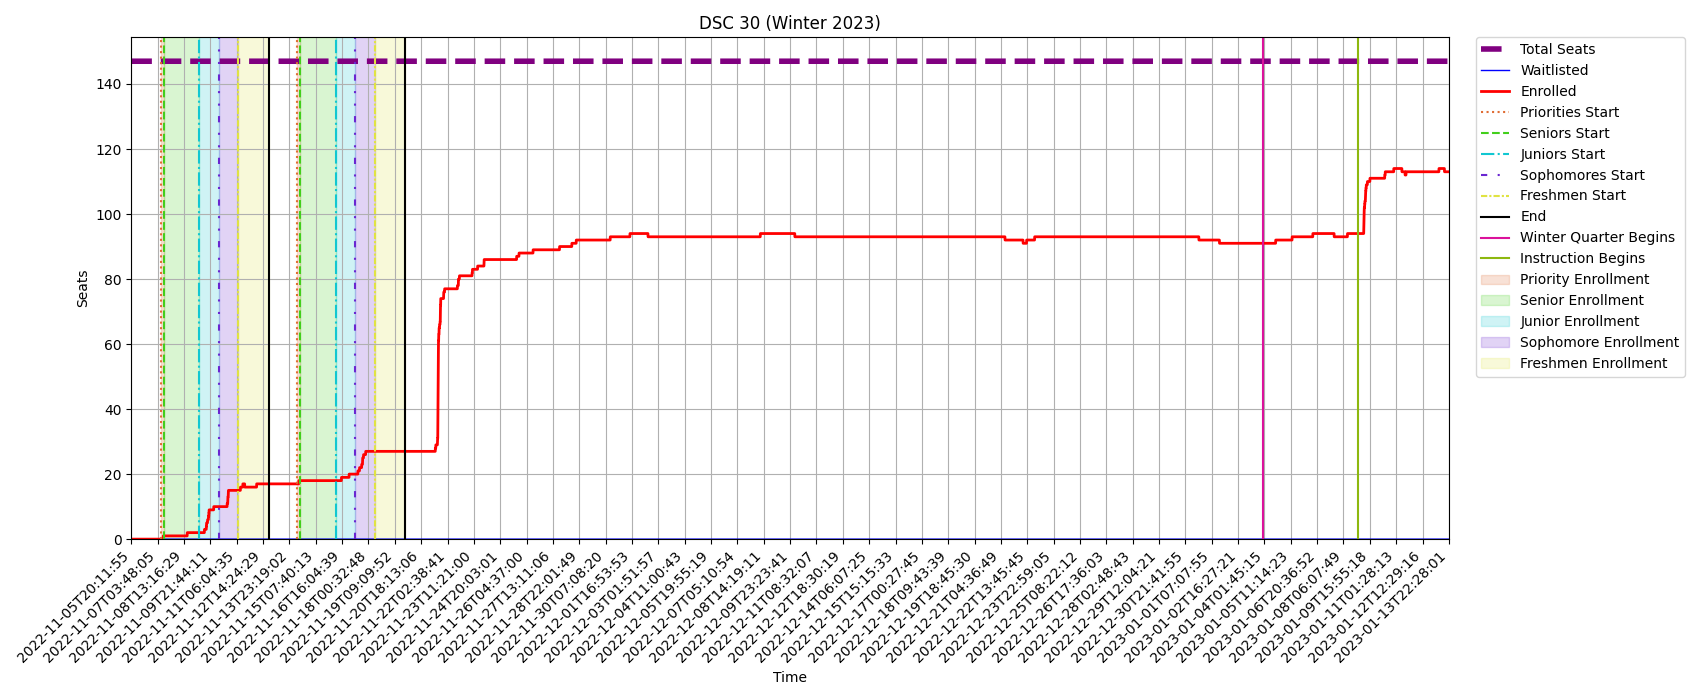 DSC 30 (Winter 2023)
Seats
140
120
100
80
60
40
20
0
2022-11-05T20:11:55
2022-11-07T03:48:05
2022-11-08T13:16:29
2022-11-09T21:44:11
2022-11-11T06:04:35
2022-11-12T14:24:29
2022-11-13T23:19:02
2022-11-15T07:40:13
2022-11-16T16:04:39
2022-11-18T00:32:48
2022-11-19T09:09:52
2022-11-20T18:13:06
2022-11-22T02:38:41
2022-11-23T11:21:00
2022-11-24T20:03:01
2022-11-26T04:37:00
2022-11-27T13:11:06
2022-11-28T22:01:49
2022-11-30T07:08:20
2022-12-01T16:53:53
2022-12-03T01:51:57
2022-12-04T11:00:43
2022-12-05T19:55:19
2022-12-07T05:10:54
2022-12-08T14:19:11
2022-12-09T23:23:41
2022-12-11T08:32:07
2022-12-12T18:30:19
2022-12-14T06:07:25
2022-12-15T15:15:33
2022-12-17T00:27:45
2022-12-18T09:43:39
2022-12-19T18:45:30
2022-12-21T04:36:49
2022-12-22T13:45:45
2022-12-23T22:59:05
2022-12-25T08:22:12
2022-12-26T17:36:03
2022-12-28T02:48:43
2022-12-29T12:04:21
2022-12-30T21:41:55
2023-01-01T07:07:55
2023-01-02T16:27:21
2023-01-04T01:45:15
2023-01-05T11:14:23
2023-01-06T20:36:52
2023-01-08T06:07:49
2023-01-09T15:55:18
2023-01-11T01:28:13
2023-01-12T12:29:16
2023-01-13T22:28:01
Time
Total Seats
Waitlisted
Enrolled
Priorities Start
Seniors Start
Juniors Start
Sophomores Start
Freshmen Start
End
Winter Quarter Begins
Instruction Begins
Priority Enrollment
Senior Enrollment
Junior Enrollment
Sophomore Enrollment
Freshmen Enrollment